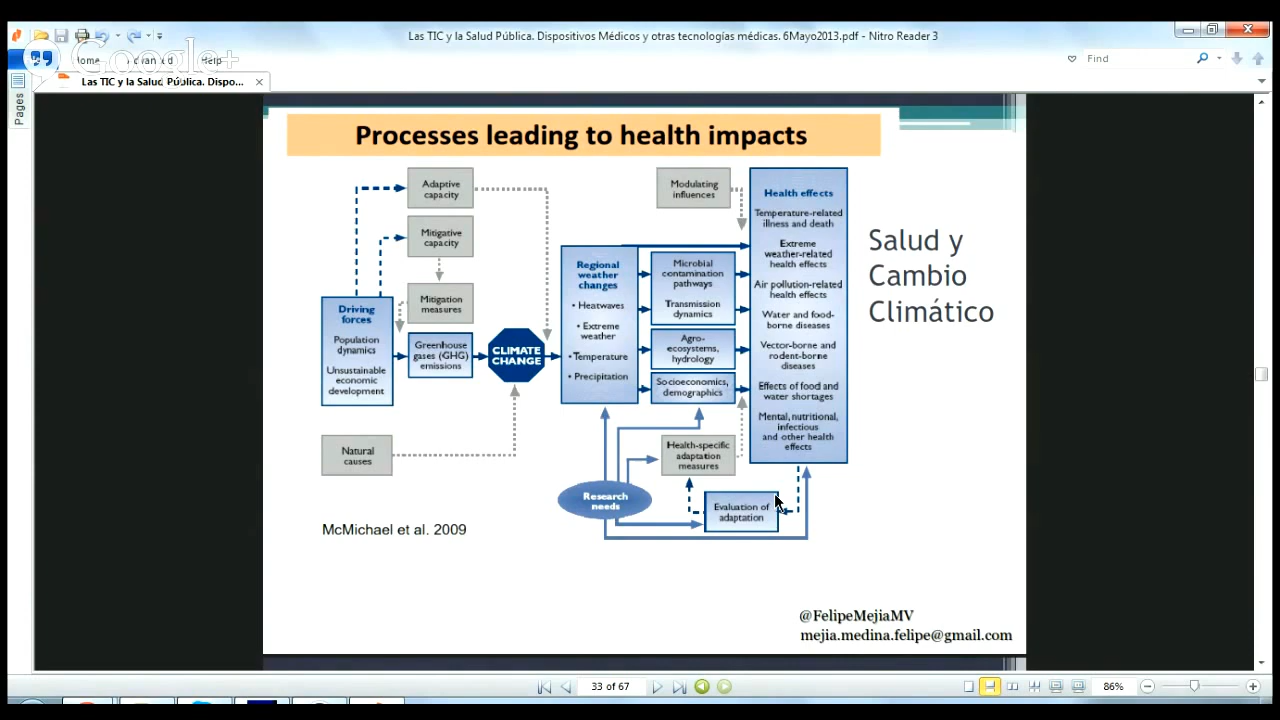 Las TIC y la Salud Pública. Dispositivos Médicos y otras tecnologías médicas. 6Mayo2013.pdf - Nitro Reader 3
Google+
Home
Advanced
Help
Find
Las TIC y la Salud Pública. Dispo...
Pages
Processes leading to health impacts
Adaptive
capacity
Mitigative
capacity
Mitigation
measures
Driving
forces
Population
dynamics
Unsustainable
economic
development
Greenhouse
gases (GHG)
emissions
CLIMATE
CHANGE
Natural
causes
Regional
weather
changes
• Heatwaves
• Extreme
weather
• Temperature
• Precipitation
Modulating
influences
Microbial
contamination
pathways
Transmission
dynamics
Agro-
ecosystems,
hydrology
Socioeconomics,
demographics
Health-specific
adaptation
measures
Research
needs
Evaluation of
adaptation
Health effects
Temperature-related
illness and death
Extreme
weather-related
health effects
Air pollution-related
health effects
Water and food-
borne diseases
Vector-borne and
rodent-borne
diseases
Effects of food and
water shortages
Mental, nutritional,
infectious
and other health
effects
Salud y
Cambio
Climático
McMichael et al. 2009
@FelipeMejiaMV
mejia.medina.felipe@gmail.com
33 of 67
86%